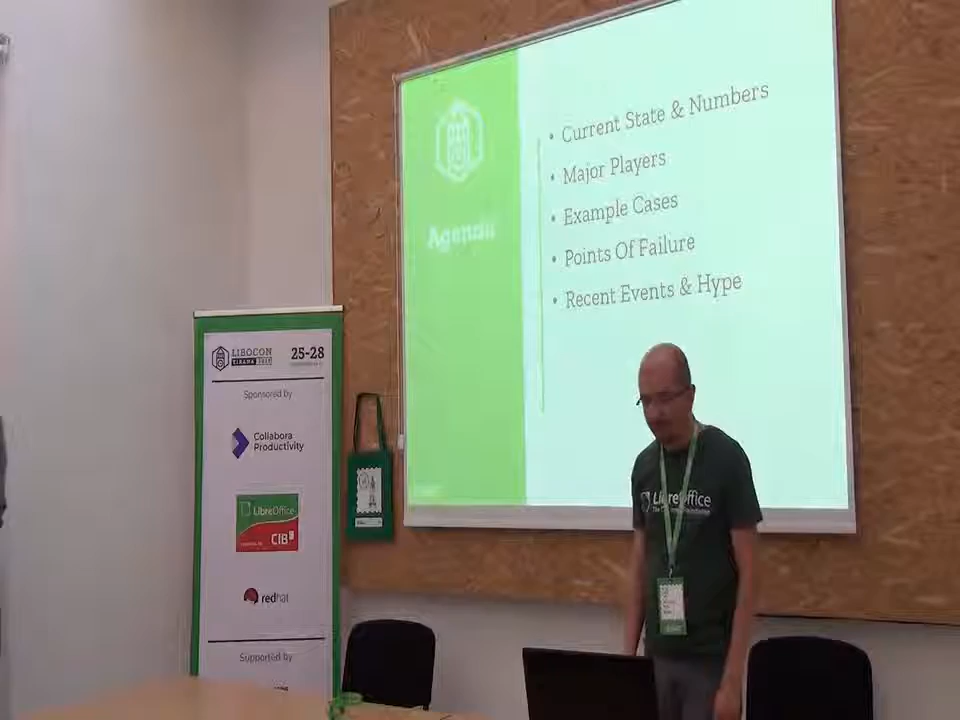 Agenda
• Current State & Numbers
• Major Players
• Example Cases
• Points Of Failure
• Recent Events & Hype
LIBOCON
25-28
Sponsored by
Collabora
Productivity
LibreOffice
CIB
redhat
Supported by
LibreOffice